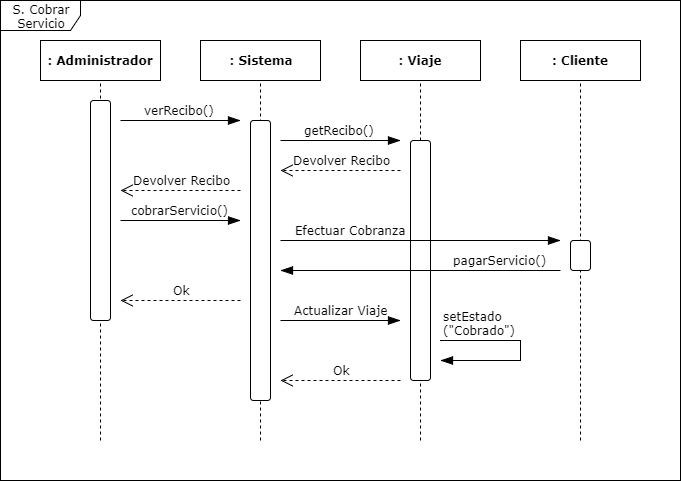 S. Cobrar
Servicio
: Administrador
: Sistema
: Viaje
: Cliente
verRecibo()
getRecibo()
Devolver Recibo
Devolver Recibo
cobrarServicio()
Efectuar Cobranza
pagarServicio()
Ok
Actualizar Viaje
setEstado
("Cobrado")
Ok